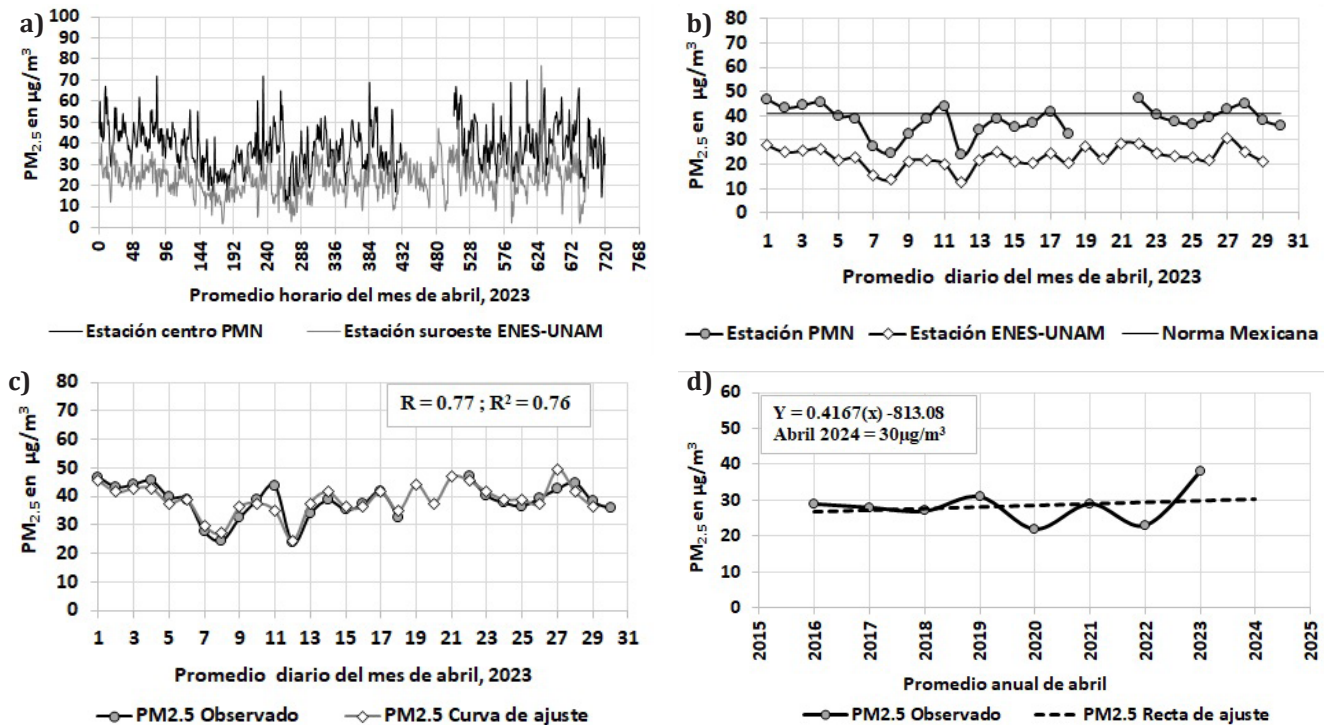 a)
PM2.5 en µg/m³
100
90
80
70
60
50
40
30
20
10
0
0 48 96 144 192 240 288 336 384 432 480 528 576 624 672 720 768
Promedio horario del mes de abril, 2023
Estación centro PMN Estación suroeste ENES-UNAM
b)
PM2.5 en µg/m³
80
70
60
50
40
30
20
10
0
1 3 5 7 9 11 13 15 17 19 21 23 25 27 29 31
Promedio diario del mes de abril, 2023
Estación PMN Estación ENES-UNAM Norma Mexicana
c)
PM2.5 en µg/m³
80
70
60
50
40
30
20
10
0
R = 0.77 ; R² = 0.76
1 3 5 7 9 11 13 15 17 19 21 23 25 27 29 31
Promedio diario del mes de abril, 2023
PM2.5 Observado PM2.5 Curva de ajuste
d)
PM2.5 en µg/m³
60
50
40
30
20
10
0
Y = 0.4167(x) -813.08
Abril 2024 = 30µg/m³
2015 2016 2017 2018 2019 2020 2021 2022 2023 2024 2025
Promedio anual de abril
PM2.5 Observado PM2.5 Recta de ajuste